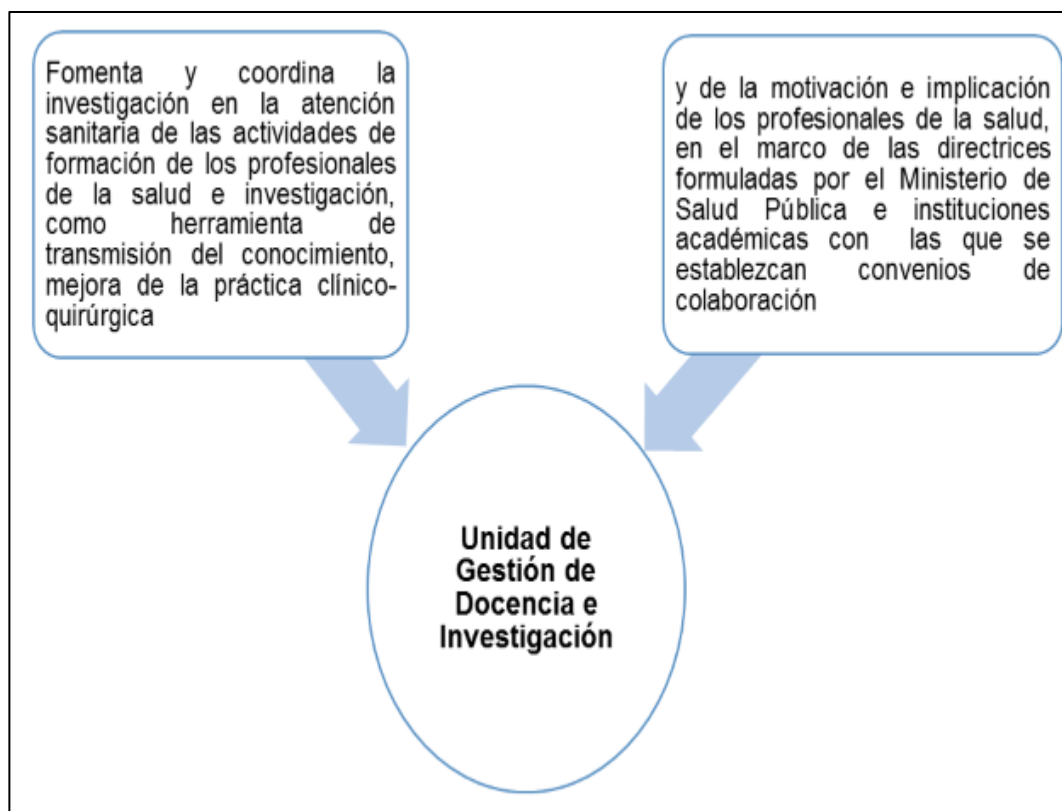 Fomenta y coordina la
investigación en la atención
sanitaria de las actividades de
formación de los profesionales
de la salud e investigación,
como herramienta de
transmisión del conocimiento,
mejora de la práctica clínico-
quirúrgica
y de la motivación e implicación
de los profesionales de la salud,
en el marco de las directrices
formuladas por el Ministerio de
Salud Pública e instituciones
académicas con las que se
establezcan convenios de
colaboración
Unidad de
Gestión de
Docencia e
Investigación